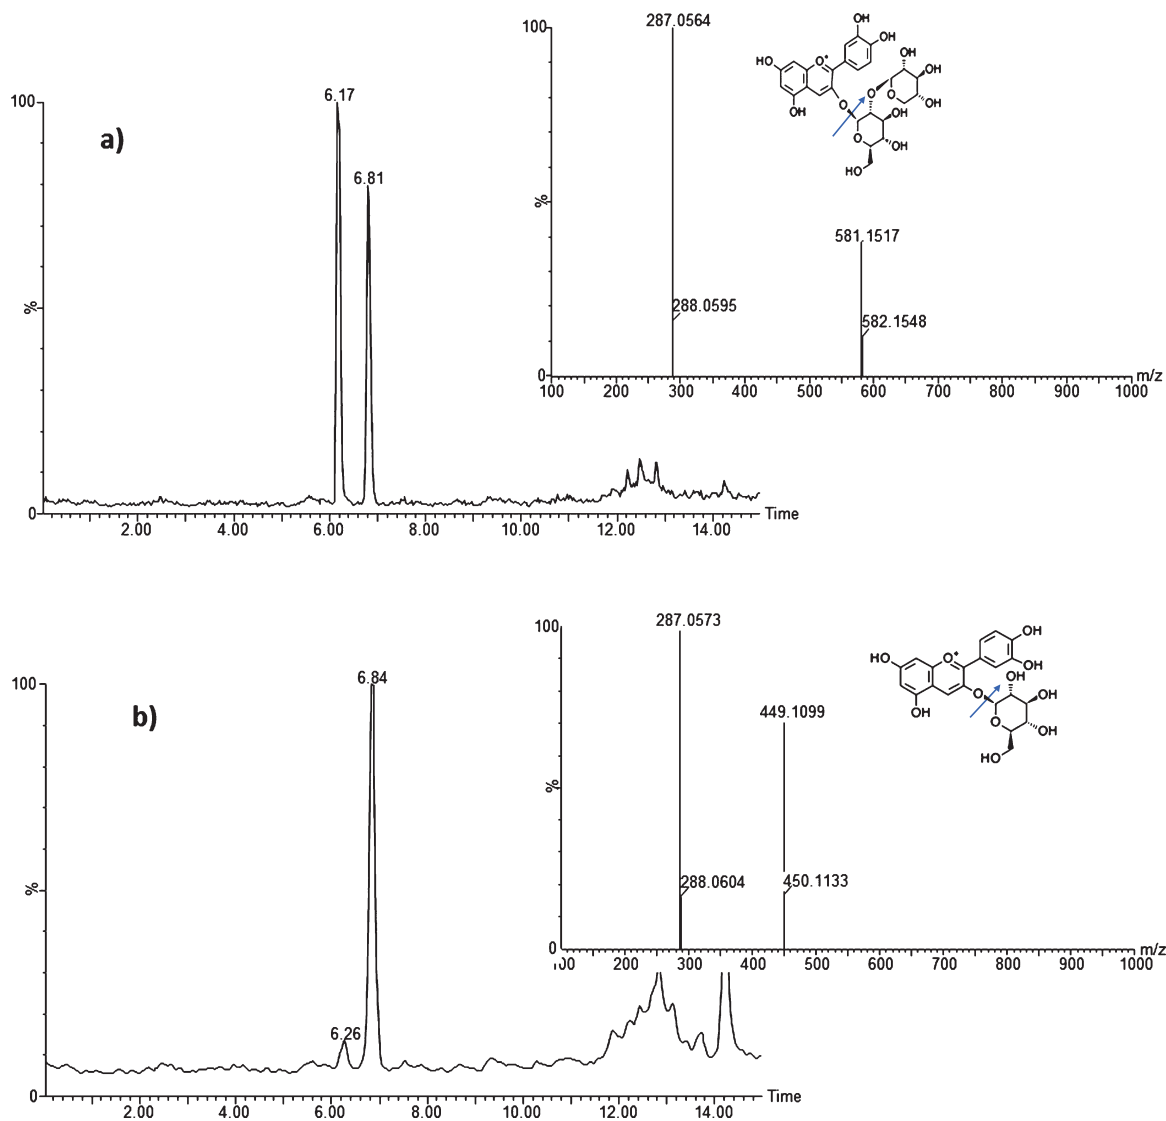 a)
100
%
0
6.17
6.81
2.00
4.00
6.00
8.00
10.00
12.00
14.00
Time
100
%
0
287.0564
288.0595
581.1517
582.1548
100
200
300
400
500
600
700
800
900
1000
m/z
OH
OH
HO
O+
OH
O
O
OH
OH
OH
O
OH
OH
O
HO
b)
100
%
0
6.26
6.84
2.00
4.00
6.00
8.00
10.00
12.00
14.00
Time
100
%
0
287.0573
288.0604
449.1099
450.1133
200
300
400
500
600
700
800
900
1000
m/z
OH
OH
HO
O+
OH
O
OH
OH
OH
O
HO